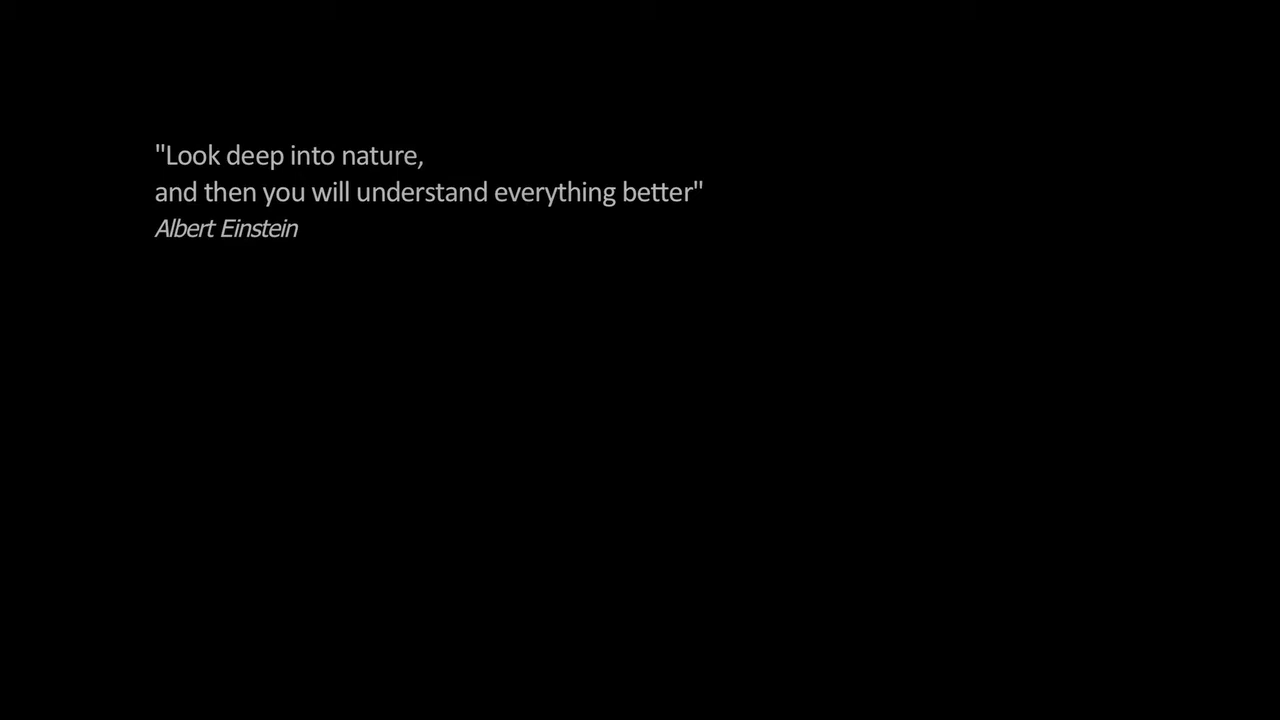 "Look deep into nature,
and then you will understand everything better"
Albert Einstein